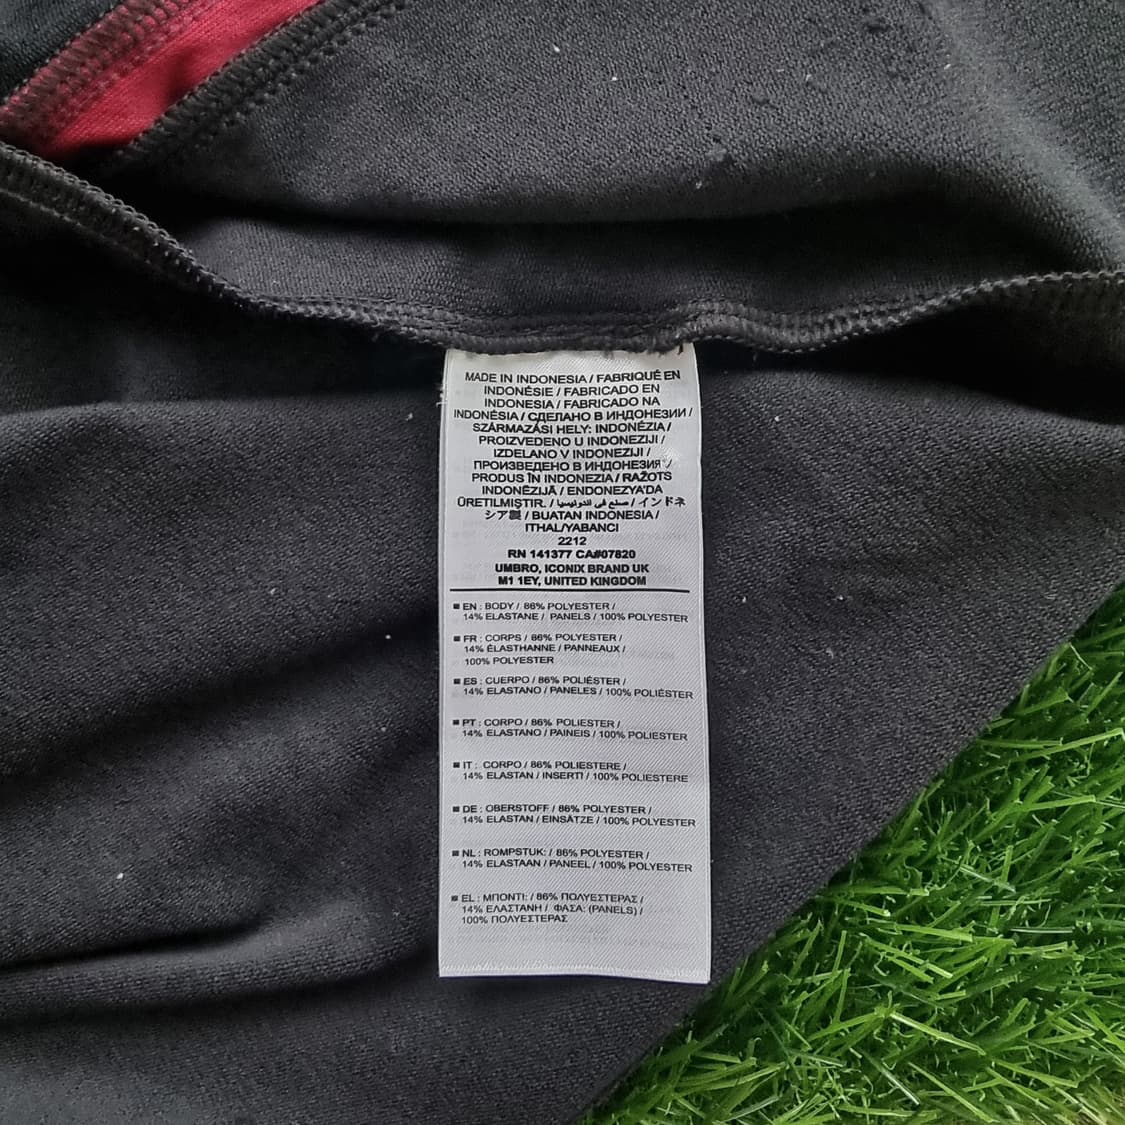 MADE IN INDONESIA / FABRIQUÉ EN
INDONÉSIE / FABRICADO EN
INDONESIA / FABRICADO NA
INDONÉSIA / СДЕЛАНО В ИНДОНЕЗИИ /
SZÁRMAZÁSI HELY: INDONÉZIA /
PROIZVEDENO U INDONEZIJI /
IZDELANO V INDONEZIJI /
ПРОИЗВЕДЕНО В ИНДОНЕЗИЯ /
PRODUS ÎN INDONEZIA / RAŽOTS
INDONĒZIJĀ / ENDONEZYA'DA
ÜRETILMIŞTIR. / صنع في اندونيسيا / インドネ
シア製 / BUATAN INDONESIA /
ITHAL/YABANCI
2212
RN 141377 CA#07820
UMBRO, ICONIX BRAND UK
M1 1EY, UNITED KINGDOM
■ EN : BODY / 86% POLYESTER /
14% ELASTANE / PANELS / 100% POLYESTER
■ FR : CORPS / 86% POLYESTER /
14% ÉLASTHANNE / PANNEAUX /
100% POLYESTER
■ ES : CUERPO / 86% POLIÉSTER /
14% ELASTANO / PANELES / 100% POLIÉSTER
■ PT : CORPO / 86% POLIESTER /
14% ELASTANO / PAINEIS / 100% POLIESTER
■ IT : CORPO / 86% POLIESTERE /
14% ELASTAN / INSERTI / 100% POLIESTERE
■ DE : OBERSTOFF / 86% POLYESTER /
14% ELASTAN / EINSÄTZE / 100% POLYESTER
■ NL : ROMPSTUK: / 86% POLYESTER /
14% ELASTAAN / PANEEL / 100% POLYESTER
■ EL : ΜΠΟΝΤΙ: / 86% ΠΟΛΥΕΣΤΕΡΑΣ /
14% ΕΛΑΣΤΑΝΗ / ΦΑΣΑ: (PANELS) /
100% ΠΟΛΥΕΣΤΕΡΑΣ